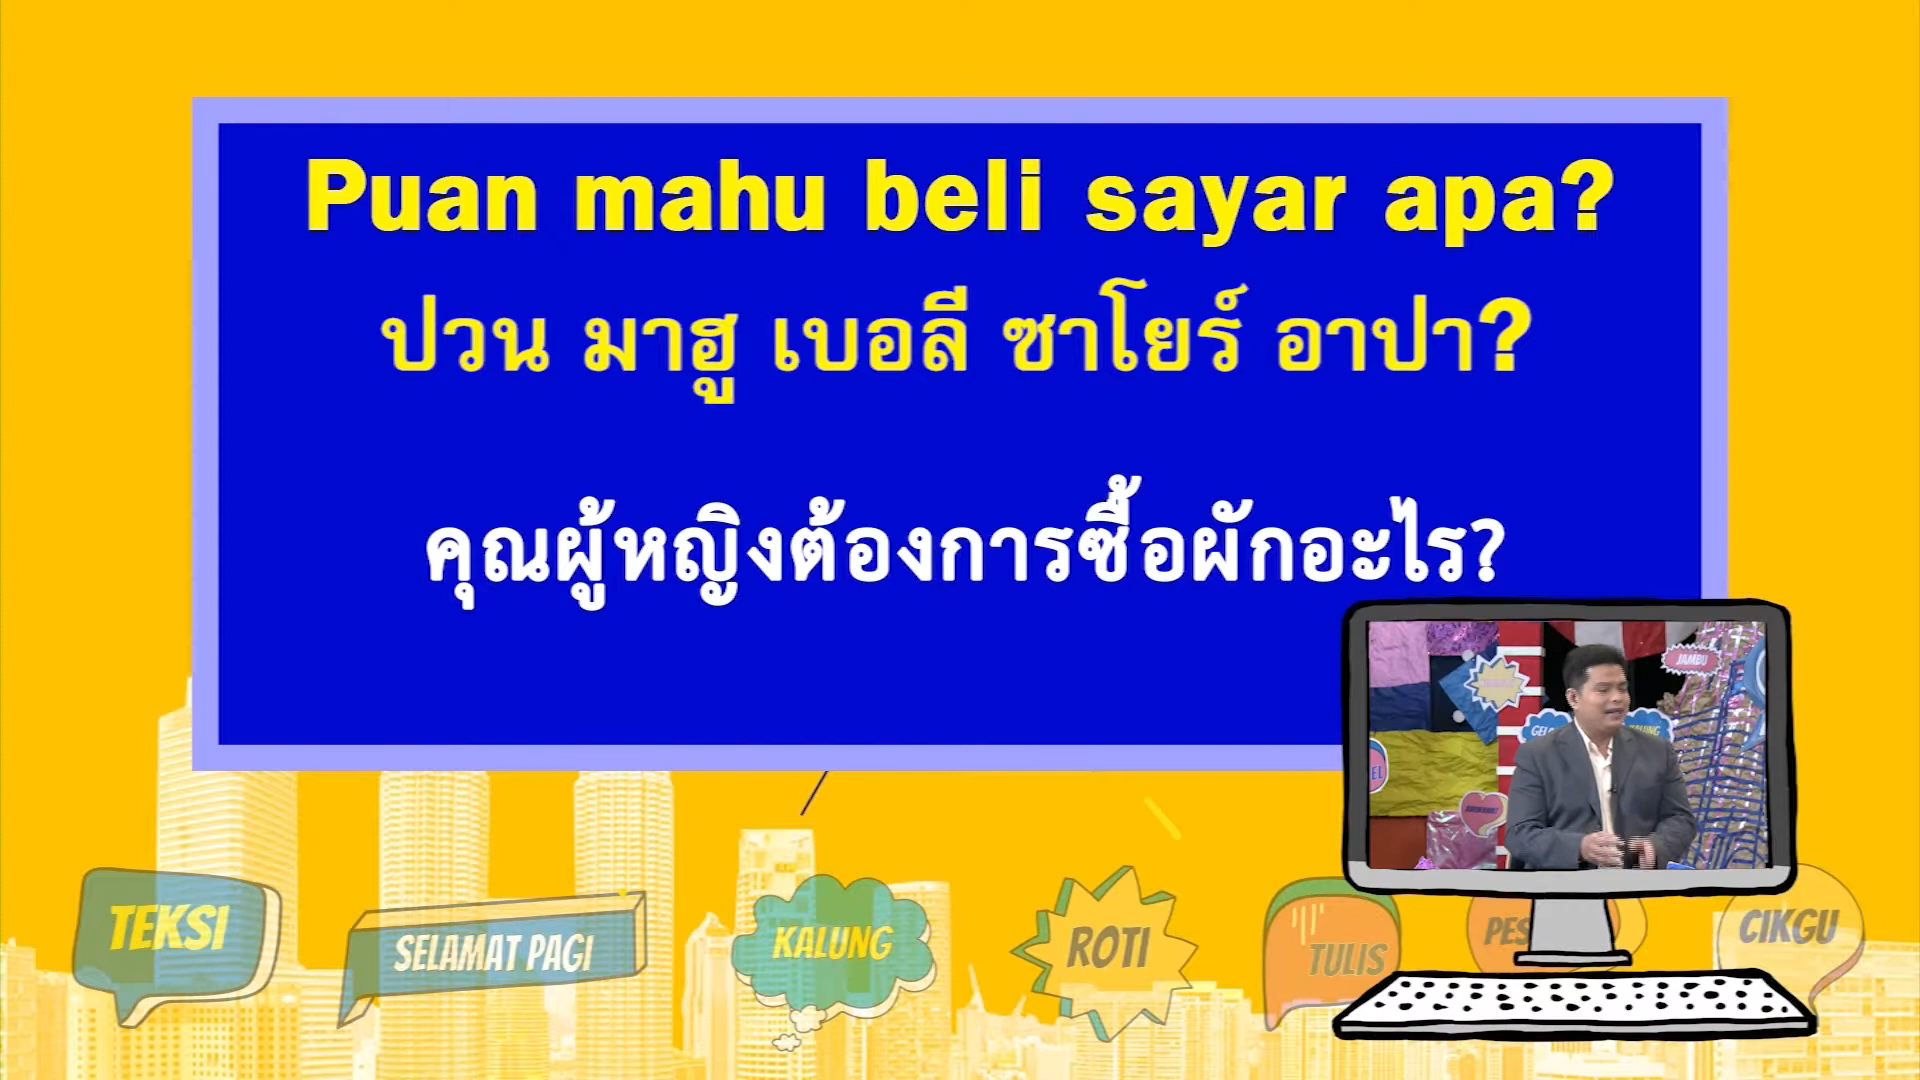 Puan mahu beli sayar apa?
ปวน มาฮู เบอลี ซาโยร์ อาปา?
คุณผู้หญิงต้องการซื้อผักอะไร?
JAMBU
TEKSI
SELAMAT PAGI
KALUNG
ROTI
TULIS
PES
CIKGU